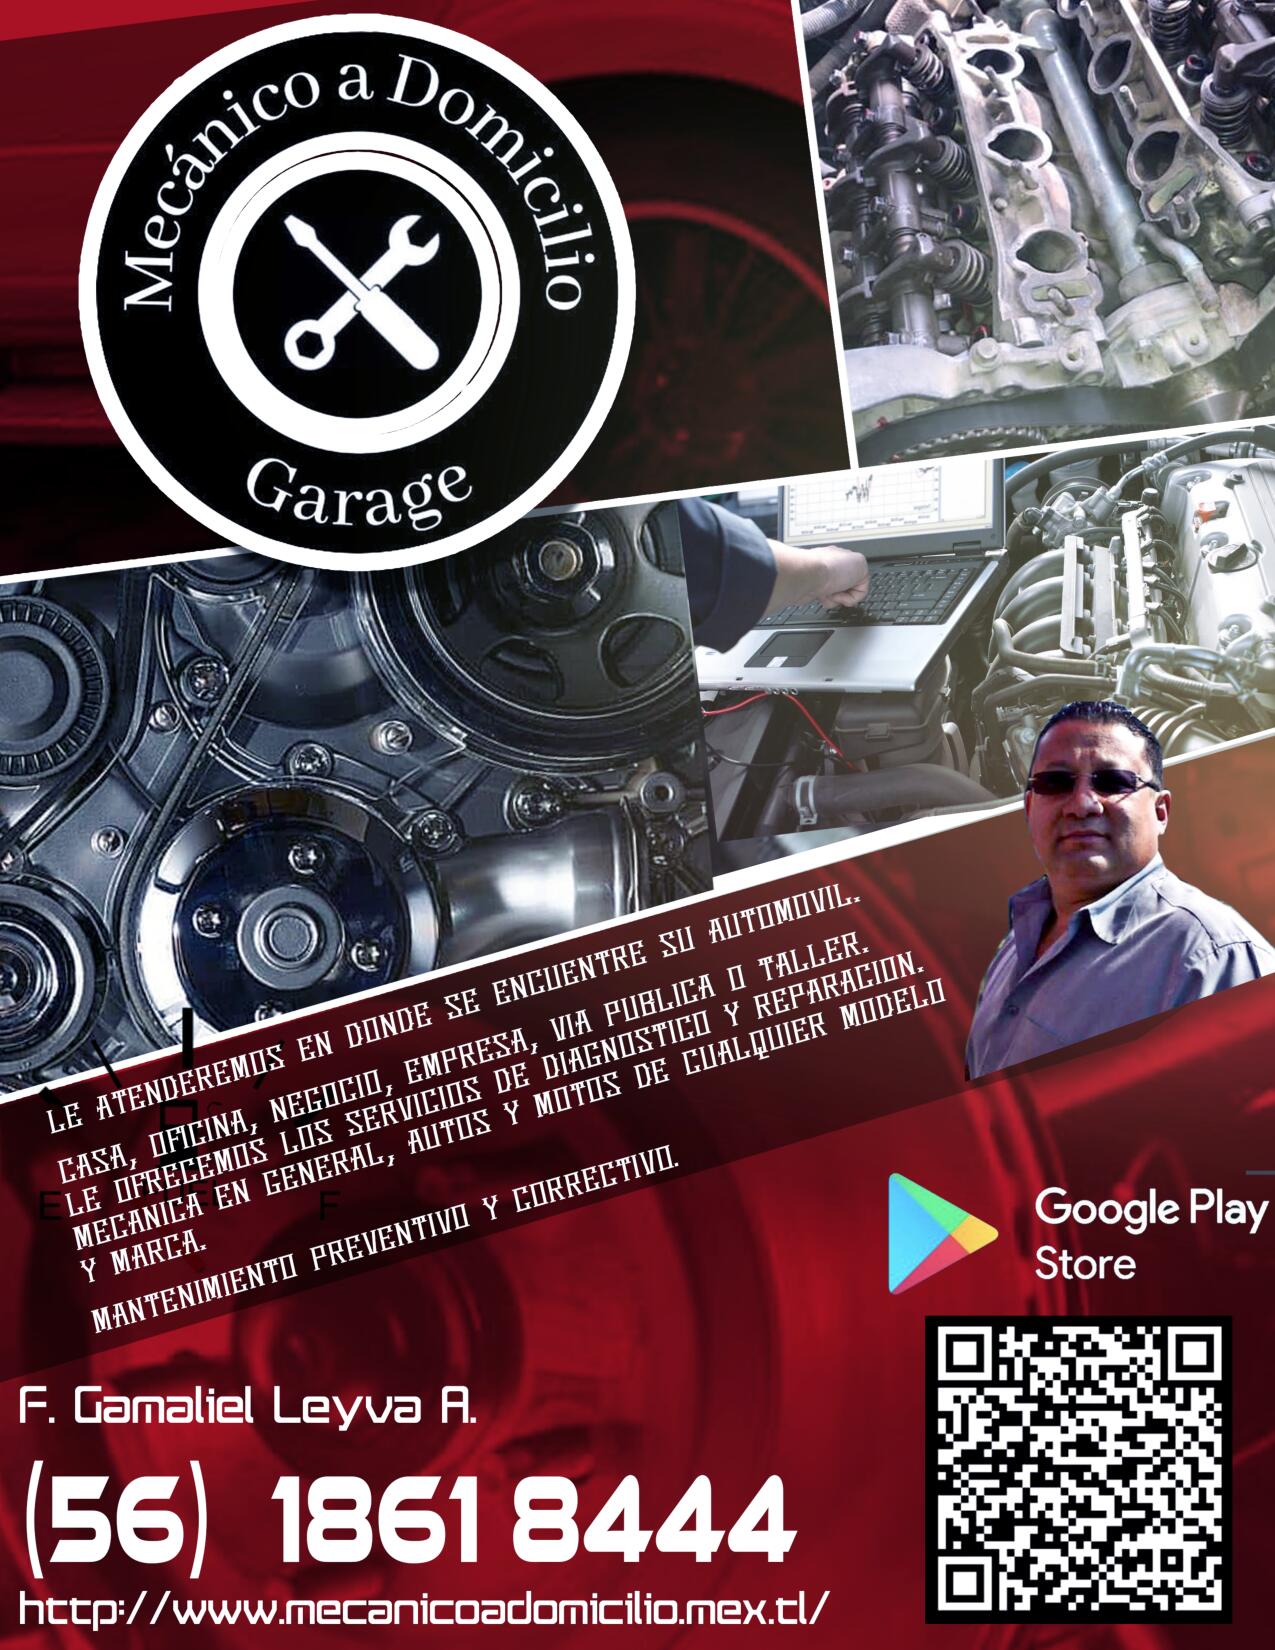 Mecánico a Domicilio
Garage
LE ATENDEREMOS EN DONDE SE ENCUENTRE SU AUTOMOVIL.
CASA, OFICINA, NEGOCIO, EMPRESA, VIA PUBLICA O TALLER.
LE OFRECEMOS LOS SERVICIOS DE DIAGNOSTICO Y REPARACION.
MECANICA EN GENERAL, AUTOS Y MOTOS DE CUALQUIER MODELO
Y MARCA.
MANTENIMIENTO PREVENTIVO Y CORRECTIVO.
E
F
Google Play
Store
F. Gamaliel Leyva A.
(56) 1861 8444
http://www.mecanicoadomicilio.mex.tl/